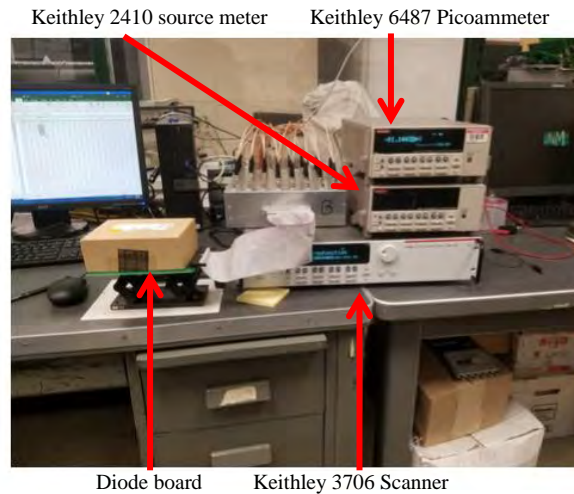 Keithley 2410 source meter
Keithley 6487 Picoammeter
Diode board
Keithley 3706 Scanner